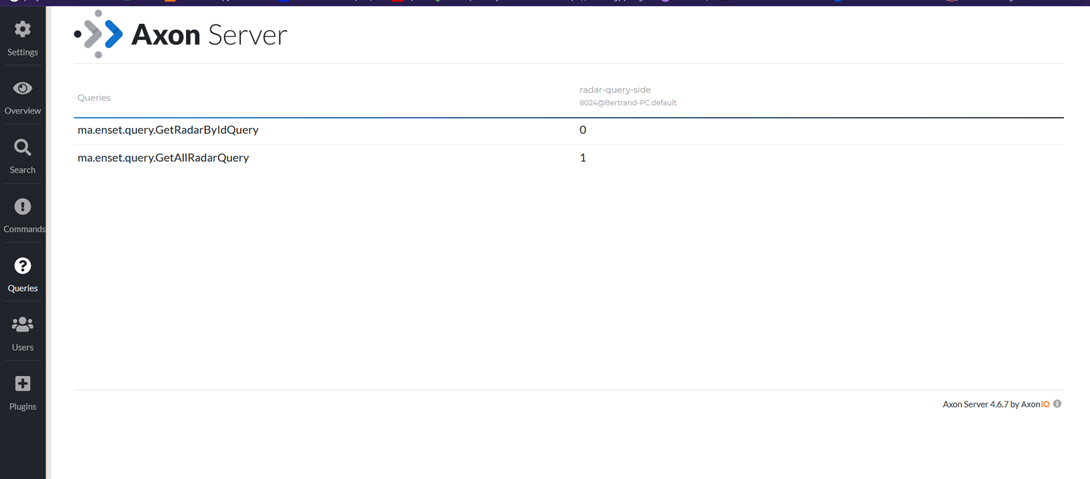 Settings
Overview
Search
Commands
Queries
Users
Plugins
Axon Server
Queries
radar-query-side
8024@Bertrand-PC.default
ma.enset.query.GetRadarByIdQuery 0
ma.enset.query.GetAllRadarQuery 1
Axon Server 4.6.7 by AxonIQ